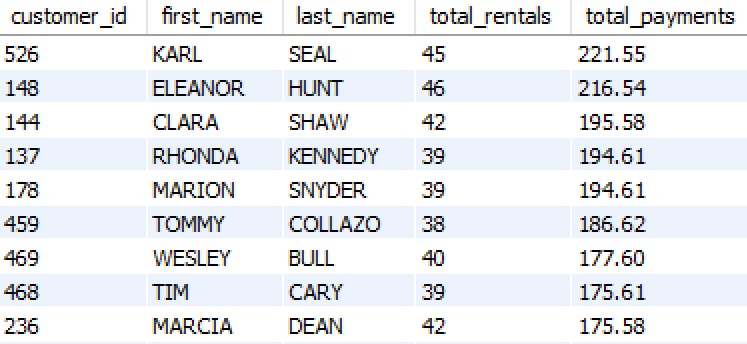 customer_id first_name last_name total_rentals total_payments
526 KARL SEAL 45 221.55
148 ELEANOR HUNT 46 216.54
144 CLARA SHAW 42 195.58
137 RHONDA KENNEDY 39 194.61
178 MARION SNYDER 39 194.61
459 TOMMY COLLAZO 38 186.62
469 WESLEY BULL 40 177.60
468 TIM CARY 39 175.61
236 MARCIA DEAN 42 175.58